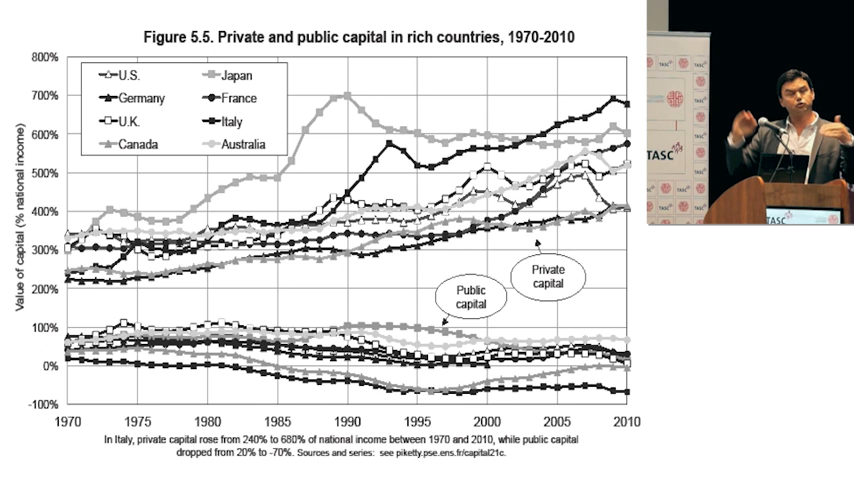 Figure 5.5. Private and public capital in rich countries, 1970-2010
800%
700%
600%
500%
400%
300%
200%
100%
0%
-100%
Value of capital (% national income)
U.S.
Japan
Germany
France
U.K.
Italy
Canada
Australia
Private
capital
Public
capital
1970 1975 1980 1985 1990 1995 2000 2005 2010
In Italy, private capital rose from 240% to 680% of national income between 1970 and 2010, while public capital
dropped from 20% to -70%. Sources and series: see piketty.pse.ens.fr/capital21c.
TASC
TASC
TASC
TASC